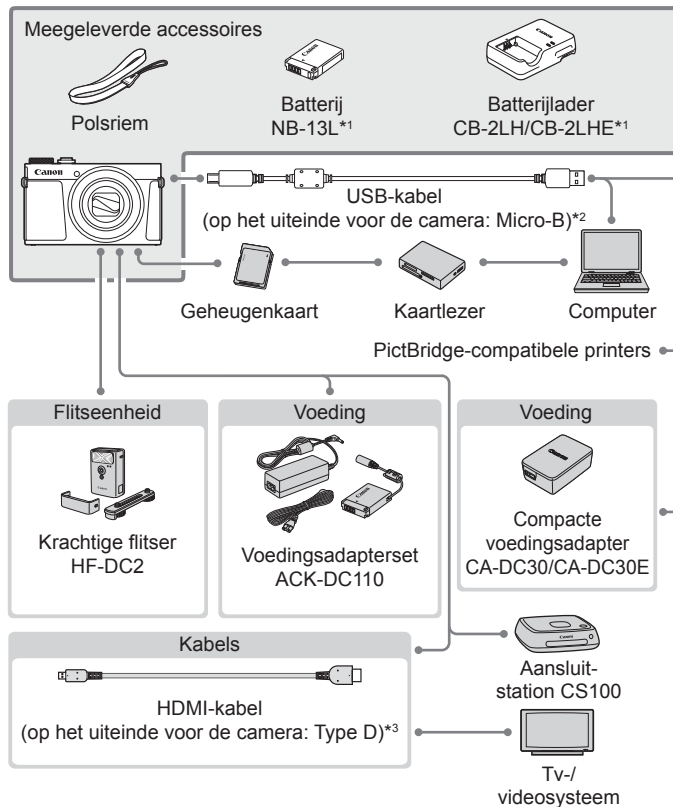 Meegeleverde accessoires
Polsriem
Batterij
NB-13L*1
Batterijlader
CB-2LH/CB-2LHE*1
Canon
USB-kabel
(op het uiteinde voor de camera: Micro-B)*2
Geheugenkaart
Kaartlezer
Computer
PictBridge-compatibele printers
Flitseenheid
Krachtige flitser
HF-DC2
Voeding
Voedingsadapterset
ACK-DC110
Voeding
Compacte
voedingsadapter
CA-DC30/CA-DC30E
Kabels
HDMI-kabel
(op het uiteinde voor de camera: Type D)*3
Aansluit-
station CS100
Tv-/
videosysteem